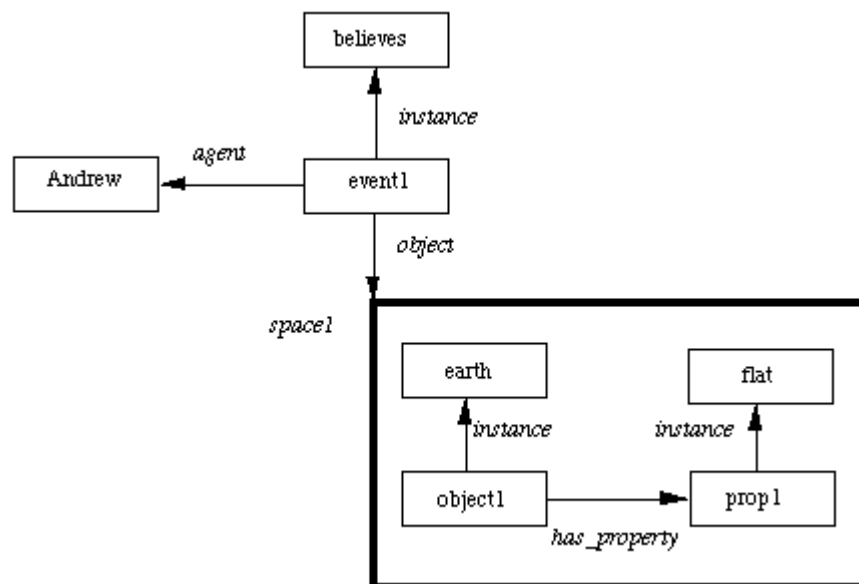 believes
instance
agent
Andrew
event1
object
space1
earth
flat
instance
instance
object1
prop1
has_property